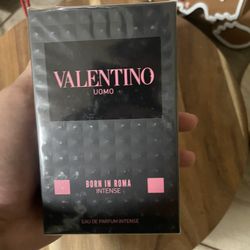 VALENTINO
UOMO
BORN IN ROMA
INTENSE
EAU DE PARFUM INTENSE